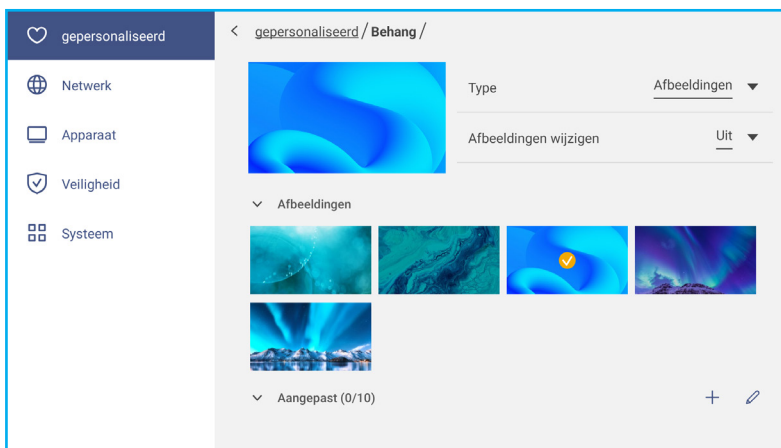 gepersonaliseerd
Netwerk
Apparaat
Veiligheid
Systeem
gepersonaliseerd / Behang /
Type Afbeeldingen
Afbeeldingen wijzigen Uit
Afbeeldingen
Aangepast (0/10)